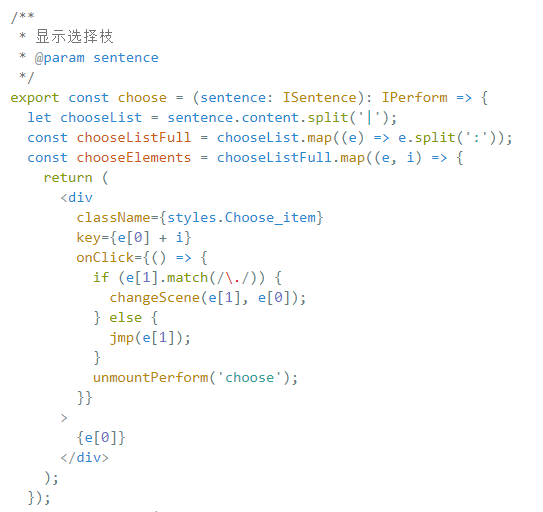 /**
 * 显示选择枝
 * @param sentence
 */
export const choose = (sentence: ISentence): IPerform => {
  let chooseList = sentence.content.split('|');
  const chooseListFull = chooseList.map((e) => e.split(':'));
  const chooseElements = chooseListFull.map((e, i) => {
    return (
      <div
        className={styles.Choose_item}
        key={e[0] + i}
        onClick={() => {
          if (e[1].match(/\./)) {
            changeScene(e[1], e[0]);
          } else {
            jmp(e[1]);
          }
          unmountPerform('choose');
        }}
      >
        {e[0]}
      </div>
    );
  });